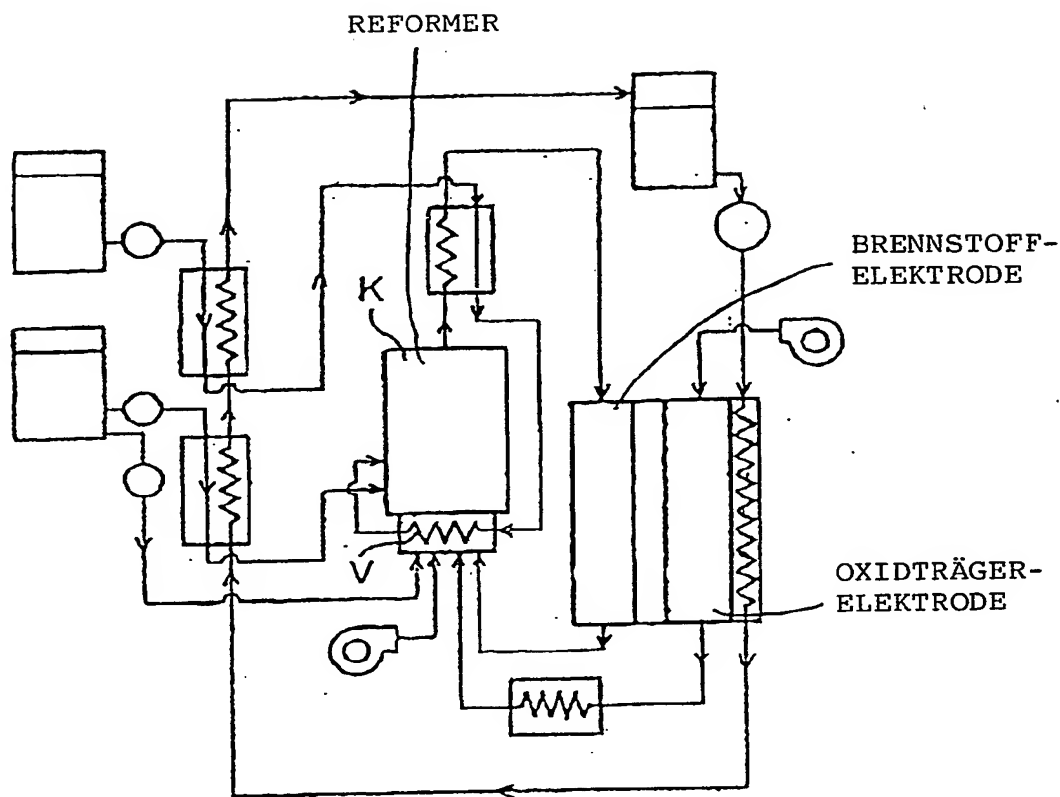 REFORMER
BRENNSTOFF-
ELEKTRODE
K
V
OXIDTRÄGER-
ELEKTRODE